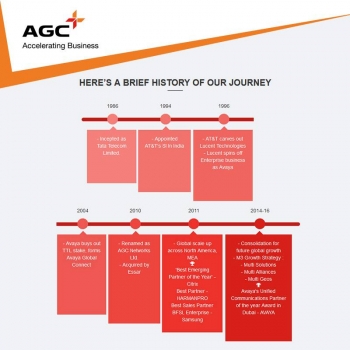 AGC
Accelerating Business
HERE'S A BRIEF HISTORY OF OUR JOURNEY
1986
- Incepted as
Tata Telecom
Limited
1994
- Appointed
AT&T's SI in India
1996
- AT&T carves out
Lucent Technologies
- Lucent spins off
Enterprise business
as Avaya
2004
- Avaya buys out
TTL stake, forms
Avaya Global
Connect
2010
- Renamed as
AGC Networks
Ltd.
- Acquired by
Essar
2011
- Global scale up
across North America,
MEA
'Best Emerging
Partner of the Year' -
Citrix
Best Partner -
HARMANPRO
Best Sales Partner
BFSI, Enterprise -
Samsung
2014-16
- Consolidation for
future global growth
- M3 Growth Strategy :
- Multi Solutions
- Multi Alliances
- Multi Geos
Avaya's Unified
Communications Partner
of the year Award in
Dubai - AVAYA